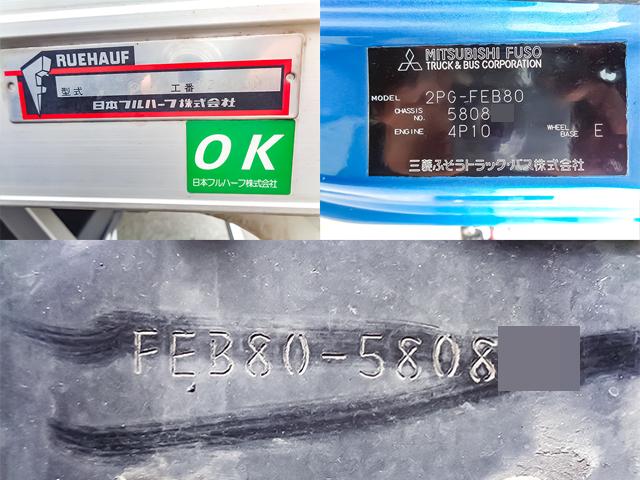 RUEHAUF
型式 工番
日本フルハーフ株式会社
OK
日本フルハーフ株式会社
MITSUBISHI FUSO
TRUCK & BUS CORPORATION
MODEL 2PG-FEB80
CHASSIS NO. 5808
ENGINE 4P10 WHEEL BASE E
三菱ふそうトラック・バス株式会社
FEB80-5808